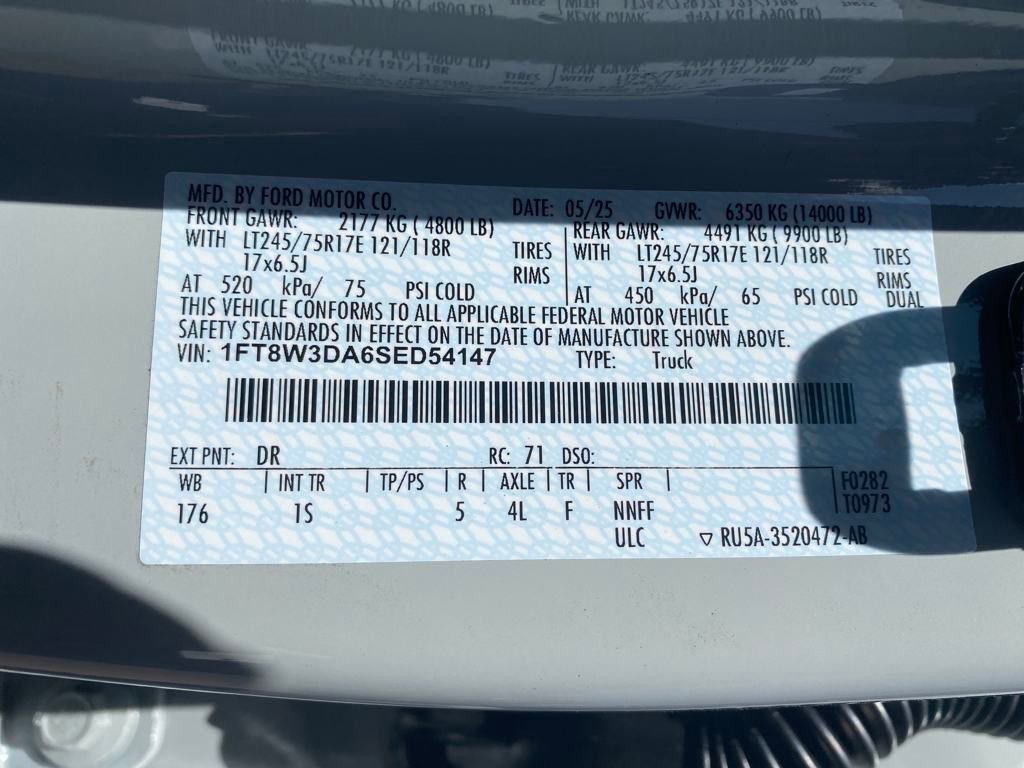 MFD. BY FORD MOTOR CO. DATE: 05/25 GVWR: 6350 KG (14000 LB)
FRONT GAWR: 2177 KG ( 4800 LB) REAR GAWR: 4491 KG ( 9900 LB)
WITH LT245/75R17E 121/118R TIRES WITH LT245/75R17E 121/118R TIRES
17x6.5J RIMS 17x6.5J RIMS
AT 520 kPa/ 75 PSI COLD AT 450 kPa/ 65 PSI COLD DUAL
THIS VEHICLE CONFORMS TO ALL APPLICABLE FEDERAL MOTOR VEHICLE
SAFETY STANDARDS IN EFFECT ON THE DATE OF MANUFACTURE SHOWN ABOVE.
VIN: 1FT8W3DA6SED54147 TYPE: Truck
EXT PNT: DR RC: 71 DSO:
WB INT TR TP/PS R AXLE TR SPR F0282
176 1S 5 4L F NNFF T0973
ULC ▽ RU5A-3520472-AB